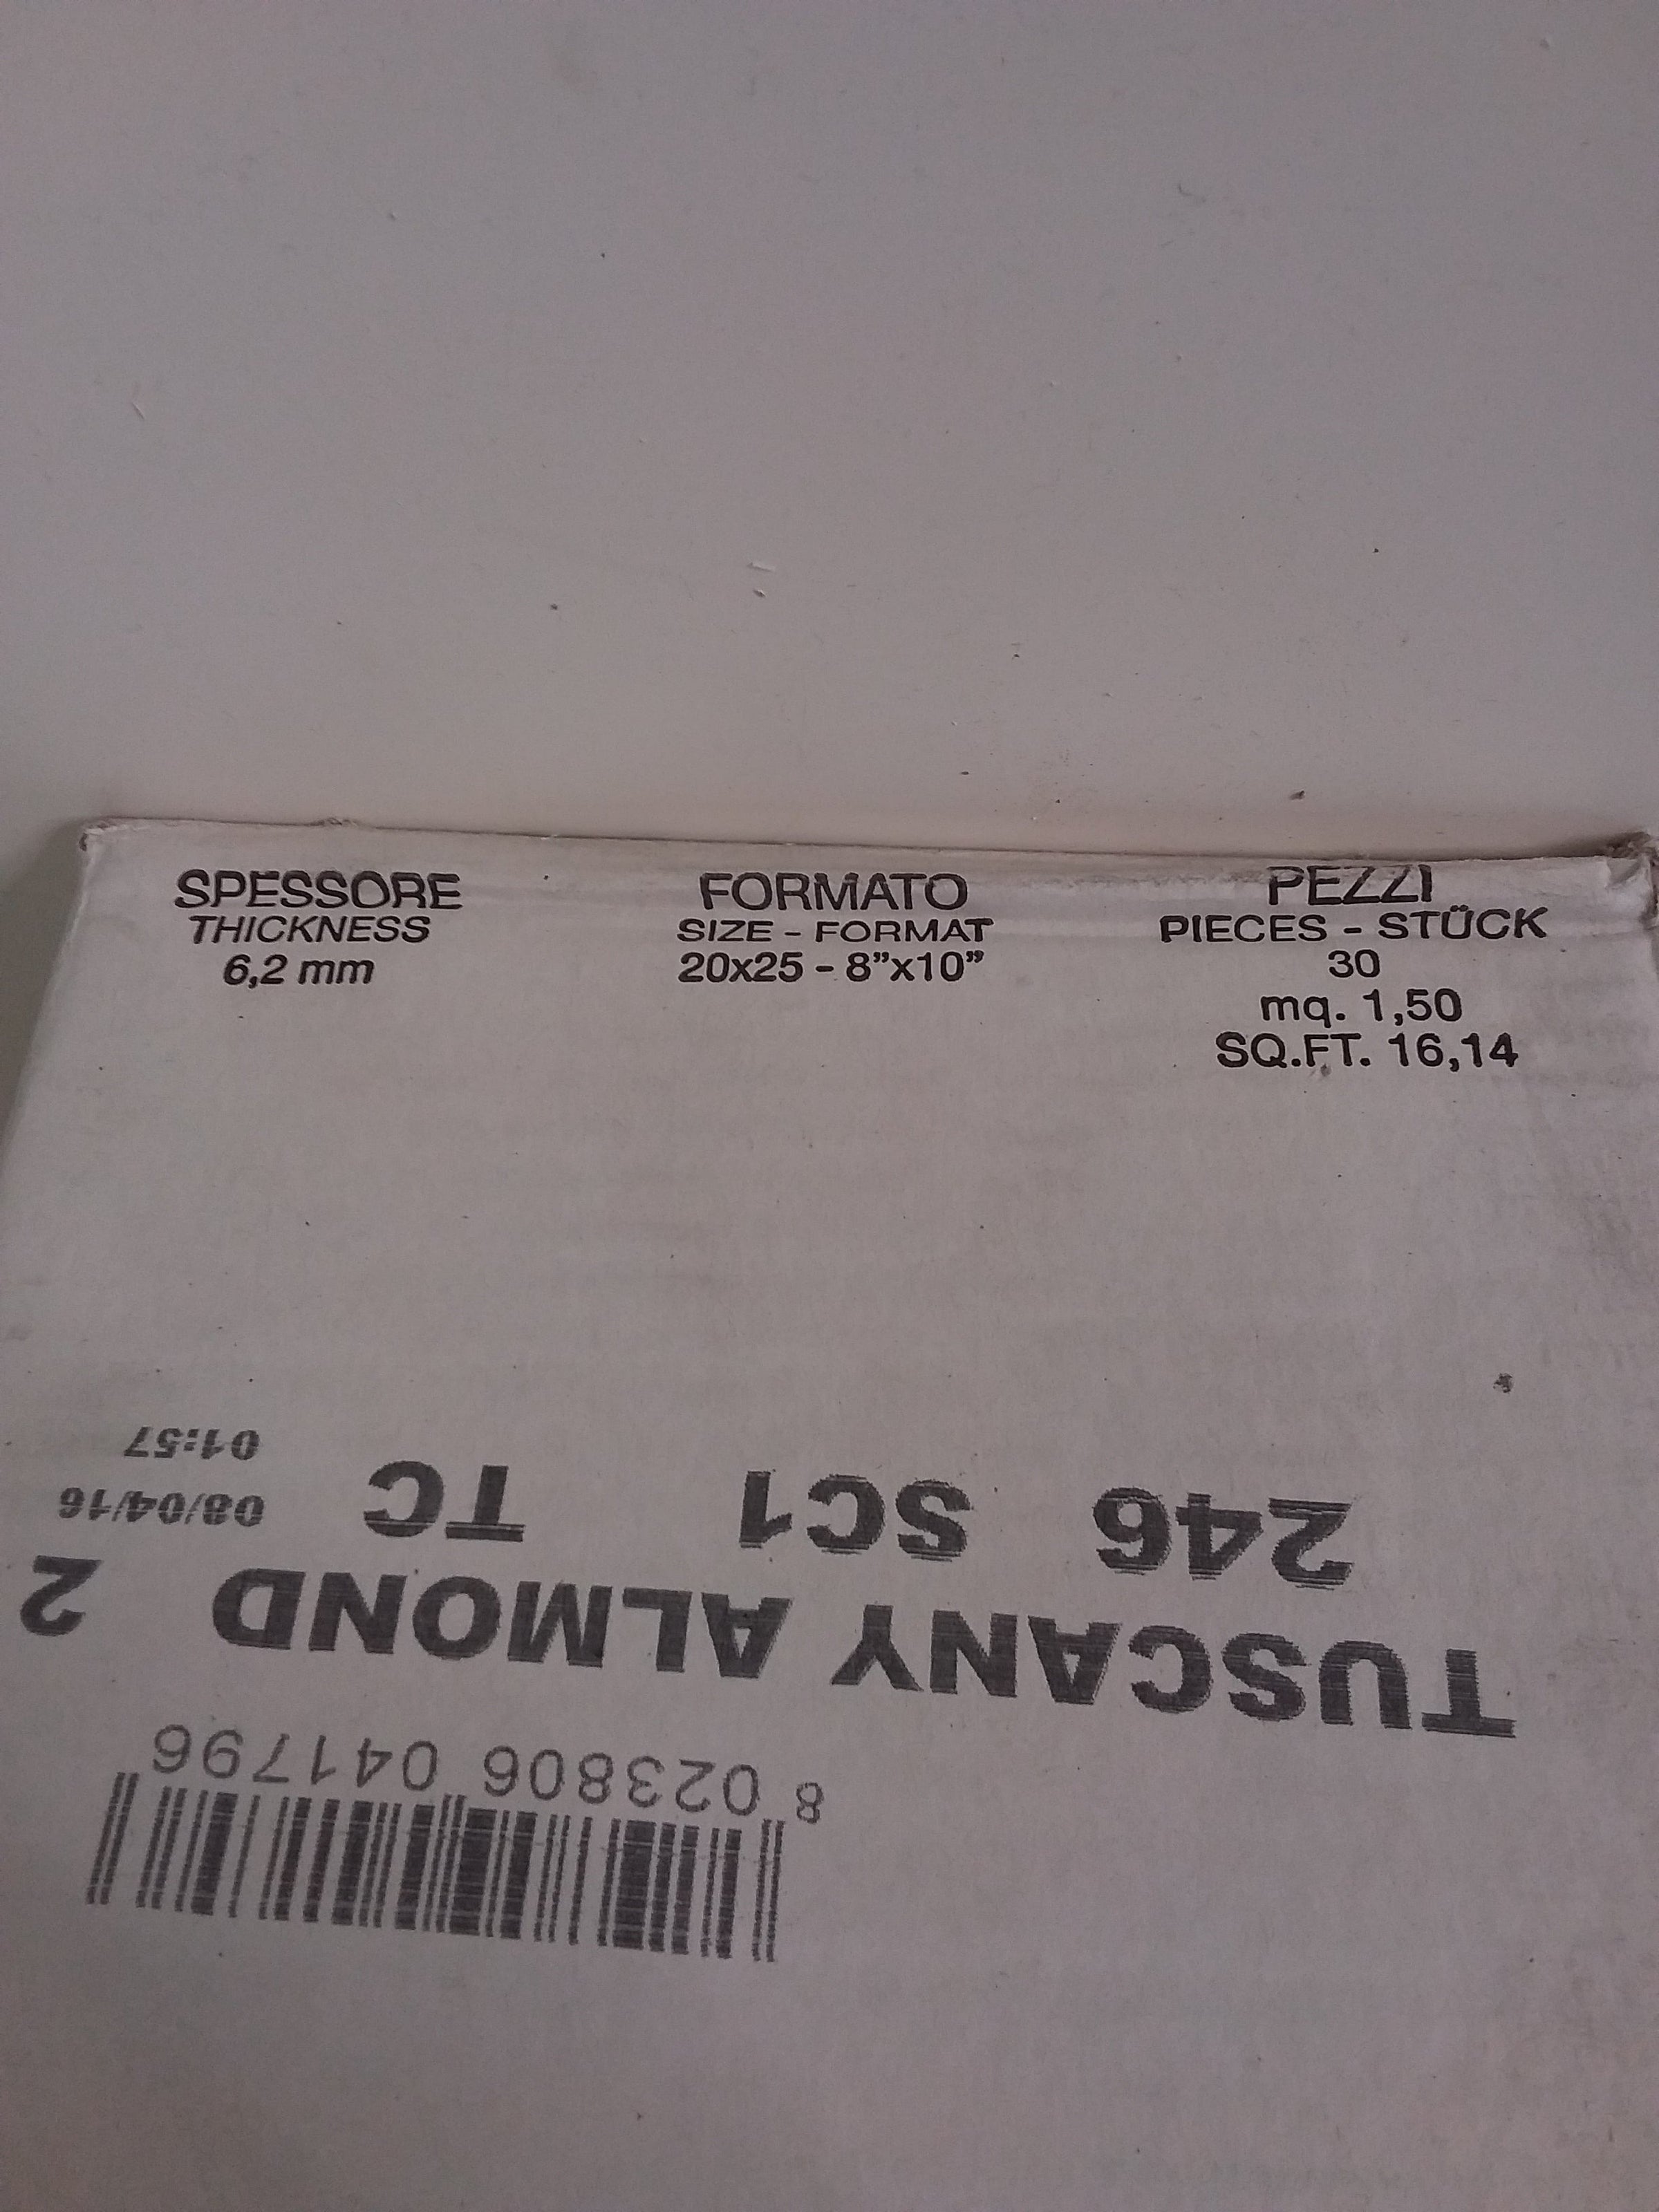 SPESSORE
THICKNESS
6,2 mm
FORMATO
SIZE - FORMAT
20x25 - 8”x10”
PEZZI
PIECES - STÜCK
30
mq. 1,50
SQ.FT. 16,14
8 023806 041796
TUSCANY ALMOND 2
246 SC1 TC
08/04/16
01:57